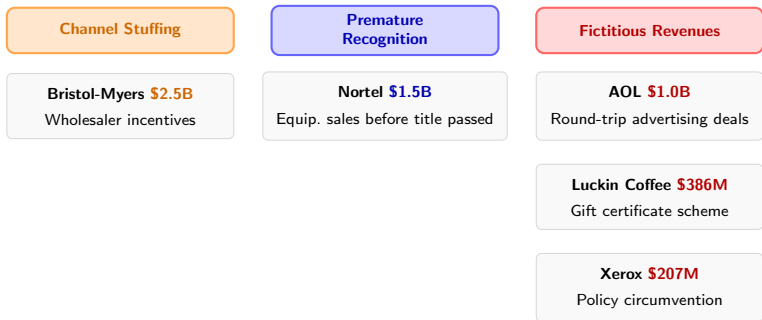 Channel Stuffing
Bristol-Myers $2.5B
Wholesaler incentives
Premature
Recognition
Nortel $1.5B
Equip. sales before title passed
Fictitious Revenues
AOL $1.0B
Round-trip advertising deals
Luckin Coffee $386M
Gift certificate scheme
Xerox $207M
Policy circumvention